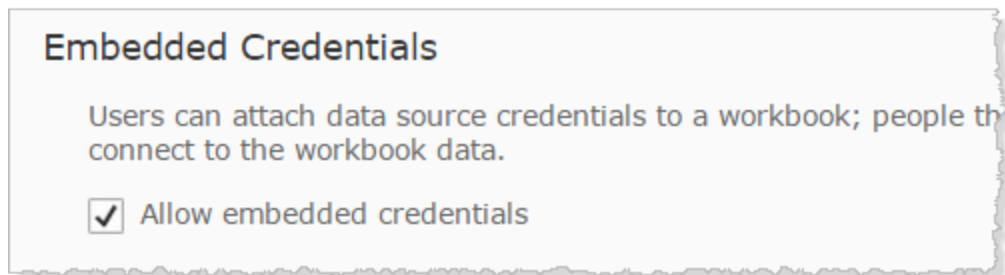 Embedded Credentials
Users can attach data source credentials to a workbook; people th
connect to the workbook data.
Allow embedded credentials